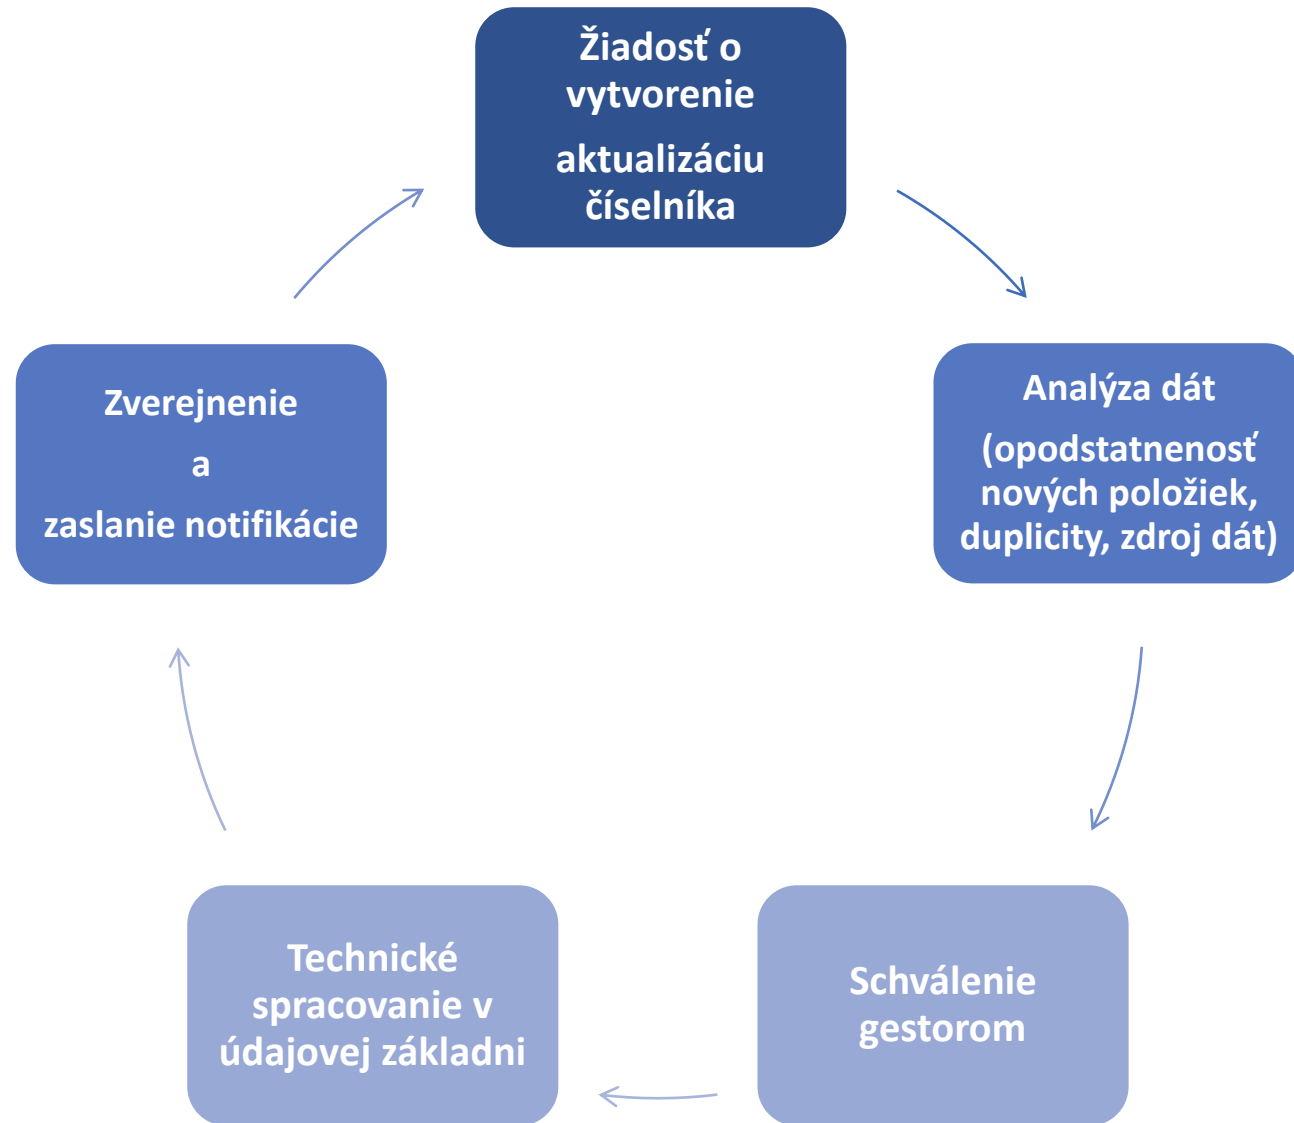 Žiadosť o
vytvorenie
aktualizáciu
číselníka
Analýza dát
(opodstatnenosť
nových položiek,
duplicity, zdroj dát)
Schválenie
gestorom
Technické
spracovanie v
údajovej základni
Zverejnenie
a
zaslanie notifikácie